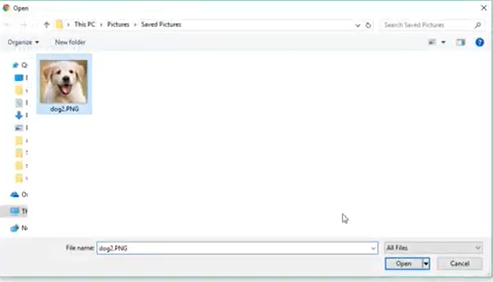 Open
This PC > Pictures > Saved Pictures
Search Saved Pictures
Organize
New folder
dog2.PNG
File name: dog2.PNG
All Files
Open
Cancel